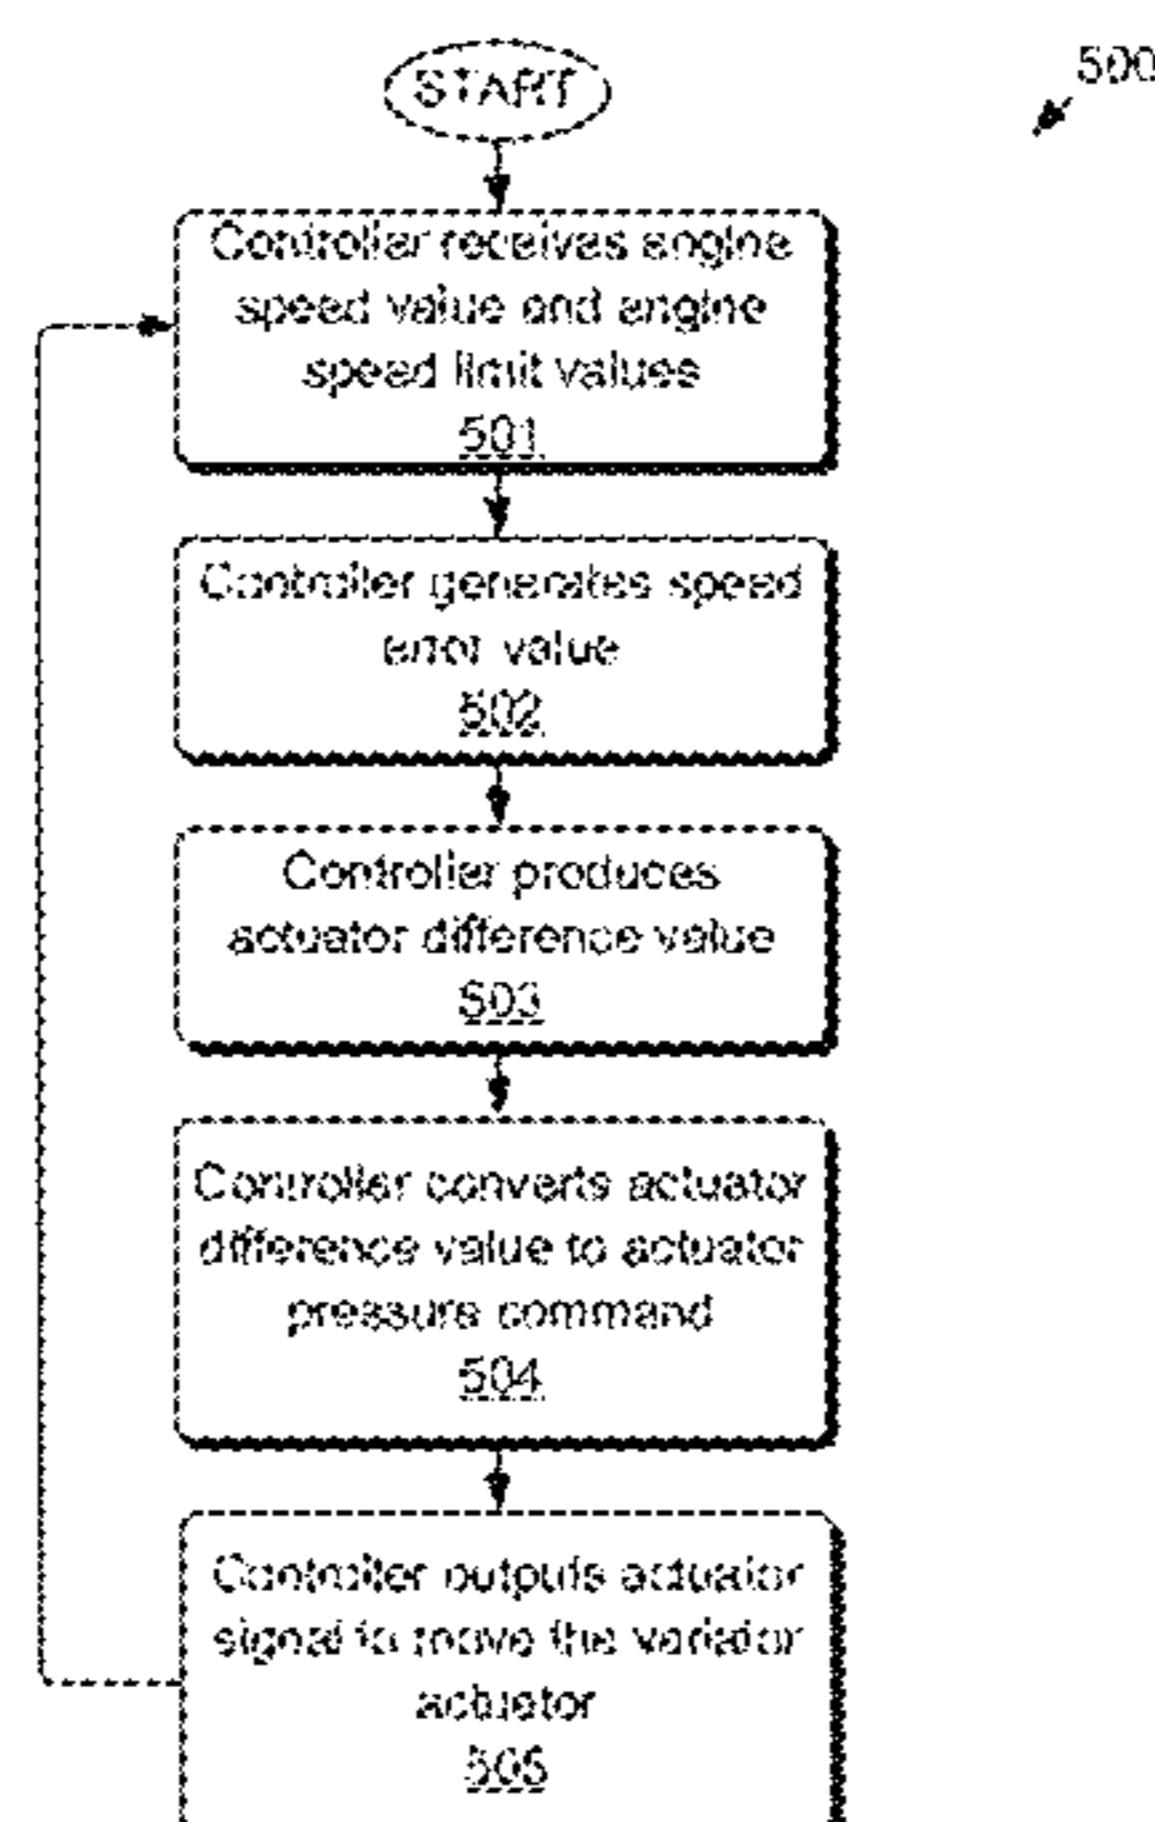 START
500
Controller receives engine
speed value and engine
speed limit values
501
Controller generates speed
error value
502
Controller produces
actuator difference value
503
Controller converts actuator
difference value to actuator
pressure command
504
Controller outputs actuator
signal to move the variator
actuator
505